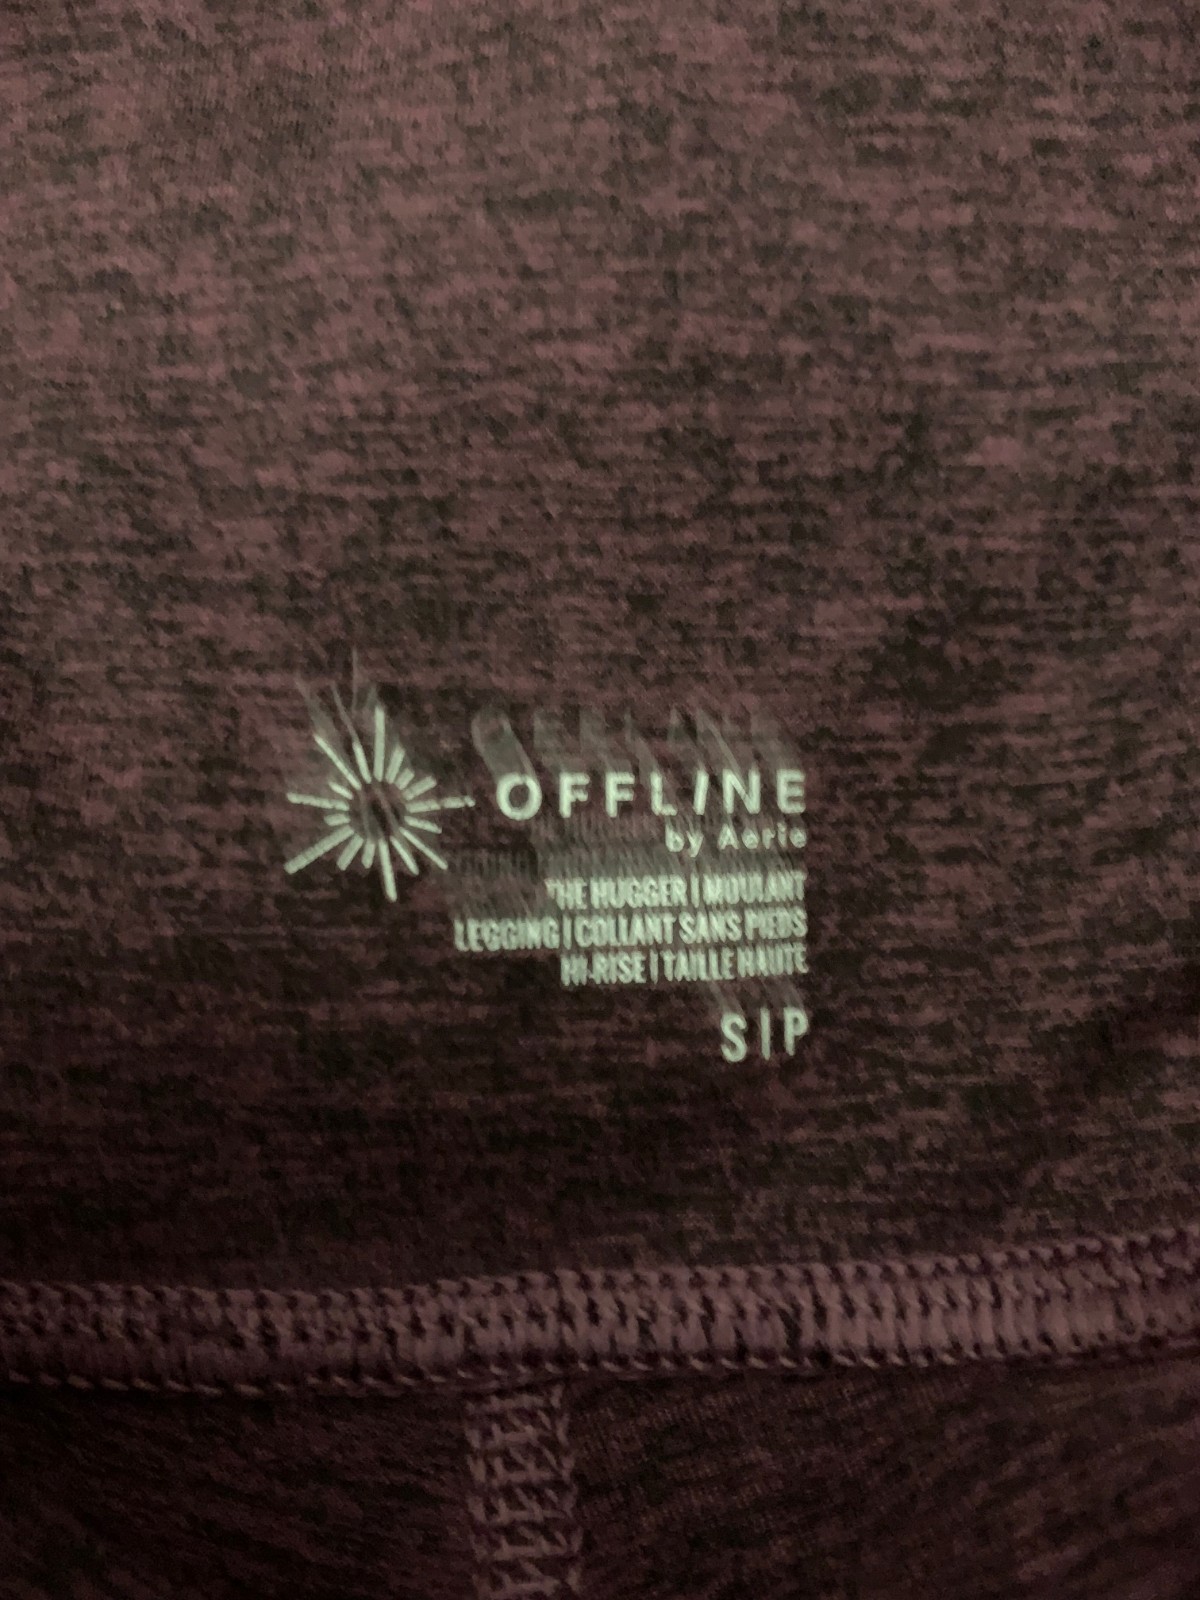 OFFLINE
by Aerie
THE HUGGER | MOULANT
LEGGING | COLLANT SANS PIEDS
HI-RISE | TAILLE HAUTE
S | P